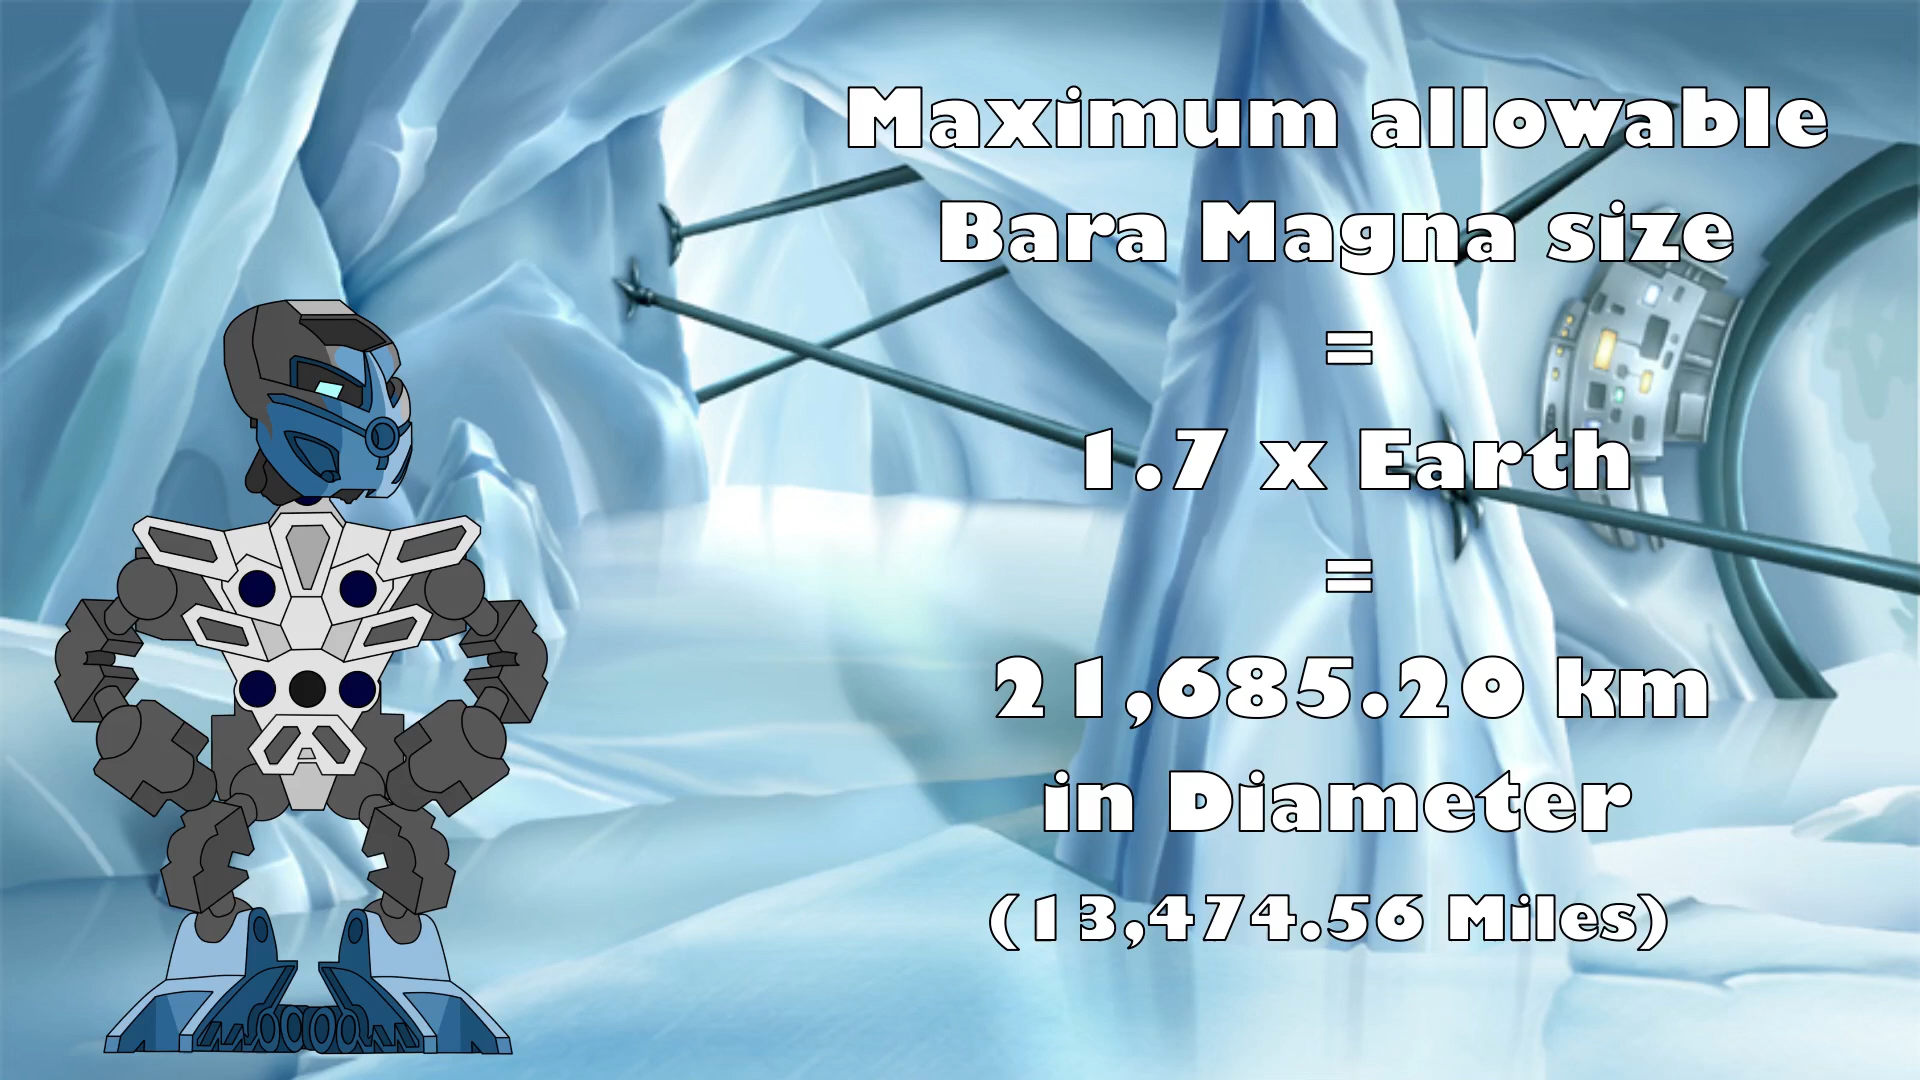 Maximum allowable
Bara Magna size
=
1.7 x Earth
=
21,685.20 km
in Diameter
(13,474.56 Miles)